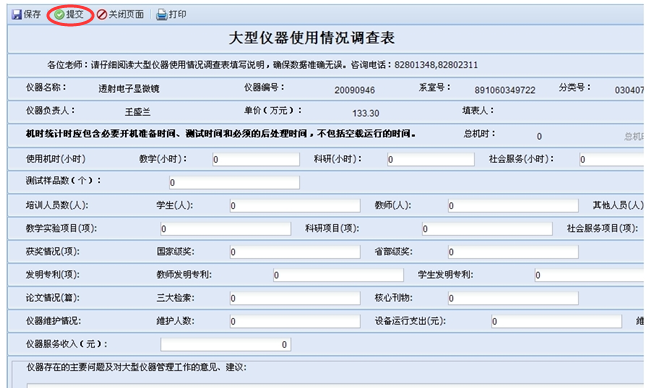 保存 提交 关闭页面 打印
大型仪器使用情况调查表
各位老师：请仔细阅读大型仪器使用情况调查表填写说明，确保数据准确无误。咨询电话：82801348,82802311
仪器名称： 透射电子显微镜 仪器编号： 20090946 系室号： 891060349722 分类号： 030407
仪器负责人： 王盛兰 单价（万元）： 133.30 填表人：
机时统计时应包含必要开机准备时间、测试时间和必须的后处理时间，不包括空载运行的时间。 总机时： 0 总机
使用机时(小时) 教学(小时)： 0 科研(小时)： 0 社会服务(小时)： 0
测试样品数（个）： 0
培训人员数(人)： 学生(人)： 0 教师(人)： 0 其他人员(人)
教学实验项目(项)： 0 科研项目(项)： 0 社会服务项目(项):
获奖情况(项)： 国家级奖： 0 省部级奖： 0
发明专利(项)： 教师发明专利： 0 学生发明专利： 0
论文情况(篇)： 三大检索： 0 核心刊物： 0
仪器维护情况： 维护人数： 0 设备运行支出(元)： 0 维
仪器服务收入（元）： 0
仪器存在的主要问题及对大型仪器管理工作的意见、建议：